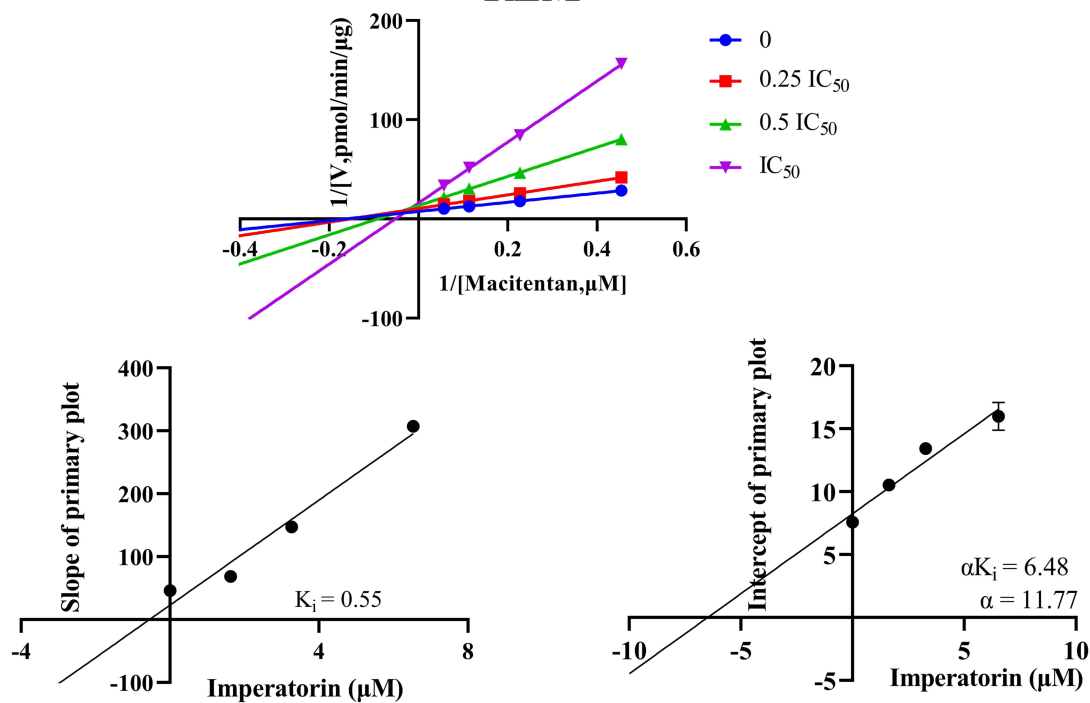 200
100
-100
-0.4
-0.2
0.2
0.4
0.6
1/[V,pmol/min/μg)
1/[Macitentan,μM]
0
0.25 IC50
0.5 IC50
IC50
400
300
200
100
-100
-4
4
8
Slope of primary plot
Imperatorin (μM)
Ki = 0.55
20
15
10
5
-5
-10
-5
0
5
10
Intercept of primary plot
Imperatorin (μM)
αKi = 6.48
α = 11.77